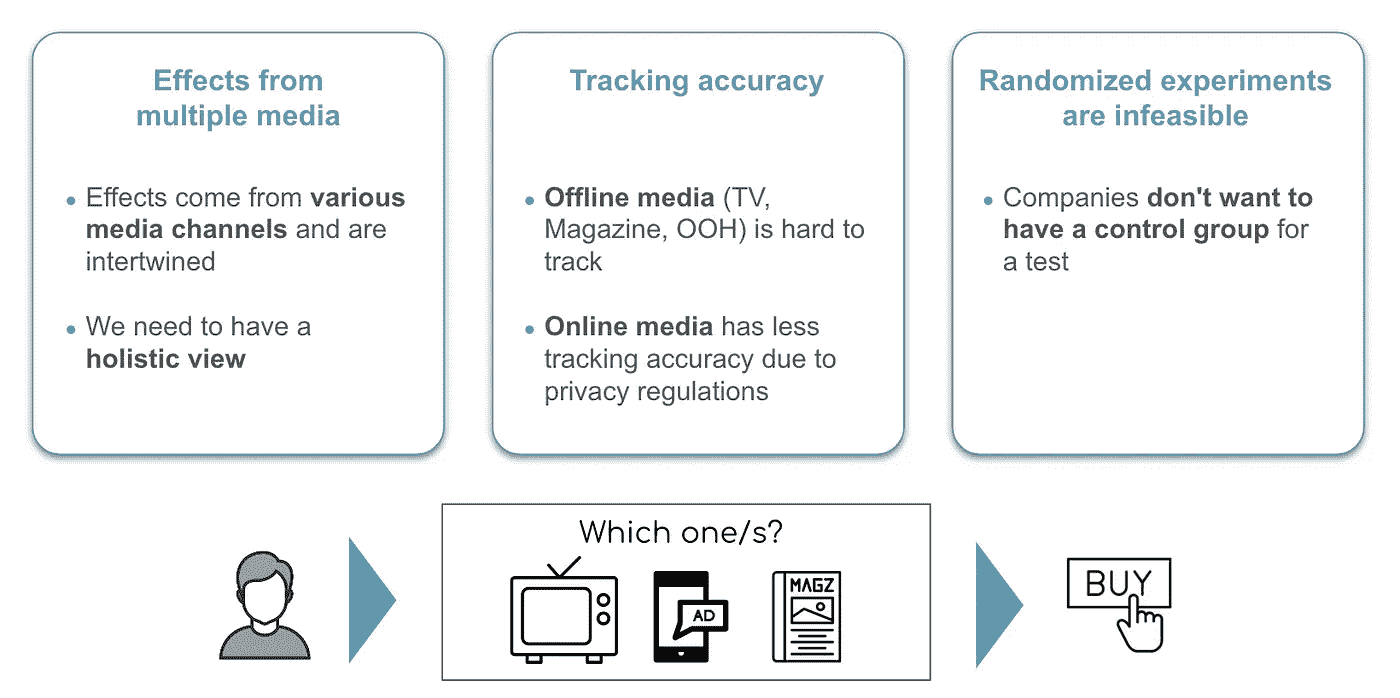 Effects from
multiple media
• Effects come from various
media channels and are
intertwined
• We need to have a
holistic view
Tracking accuracy
• Offline media (TV,
Magazine, OOH) is hard to
track
• Online media has less
tracking accuracy due to
privacy regulations
Randomized experiments
are infeasible
• Companies don't want to
have a control group for
a test
Which one/s?
AD
MAGZ
BUY